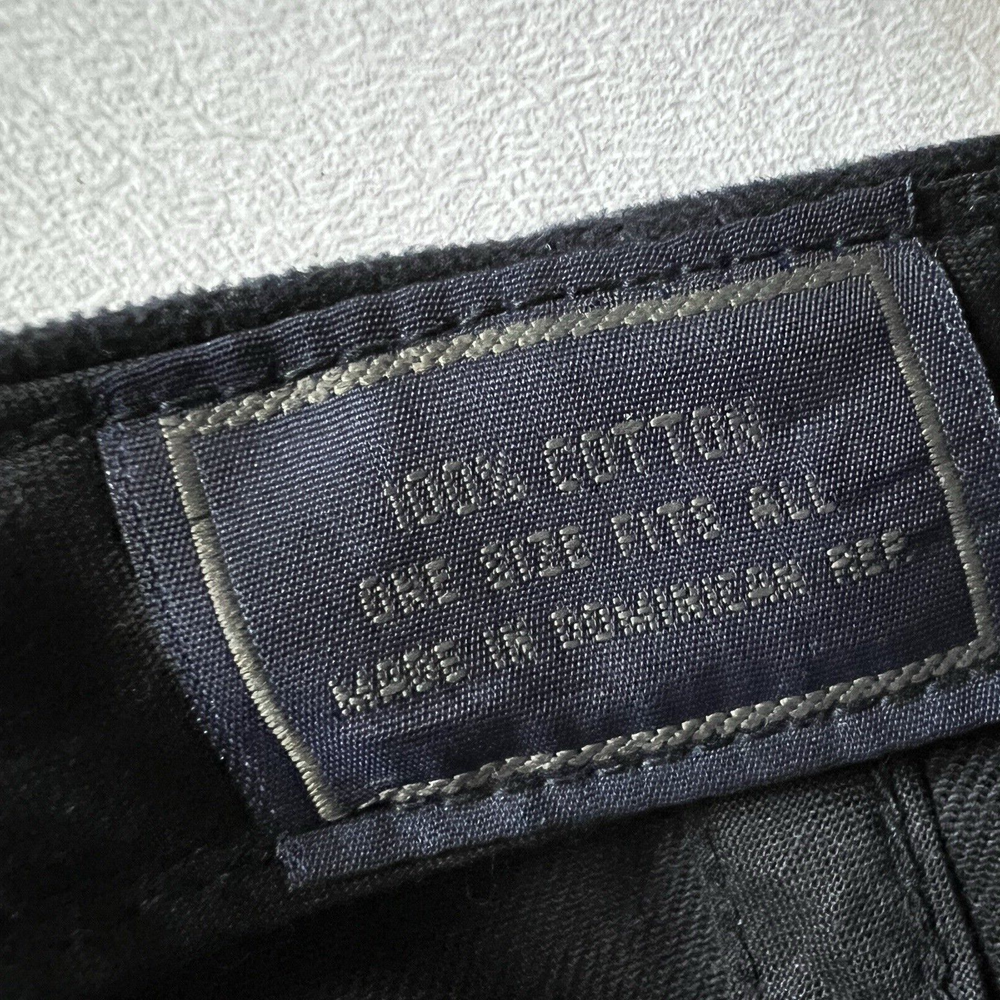 100% COTTON
ONE SIZE FITS ALL
MADE IN DOMINICAN REP